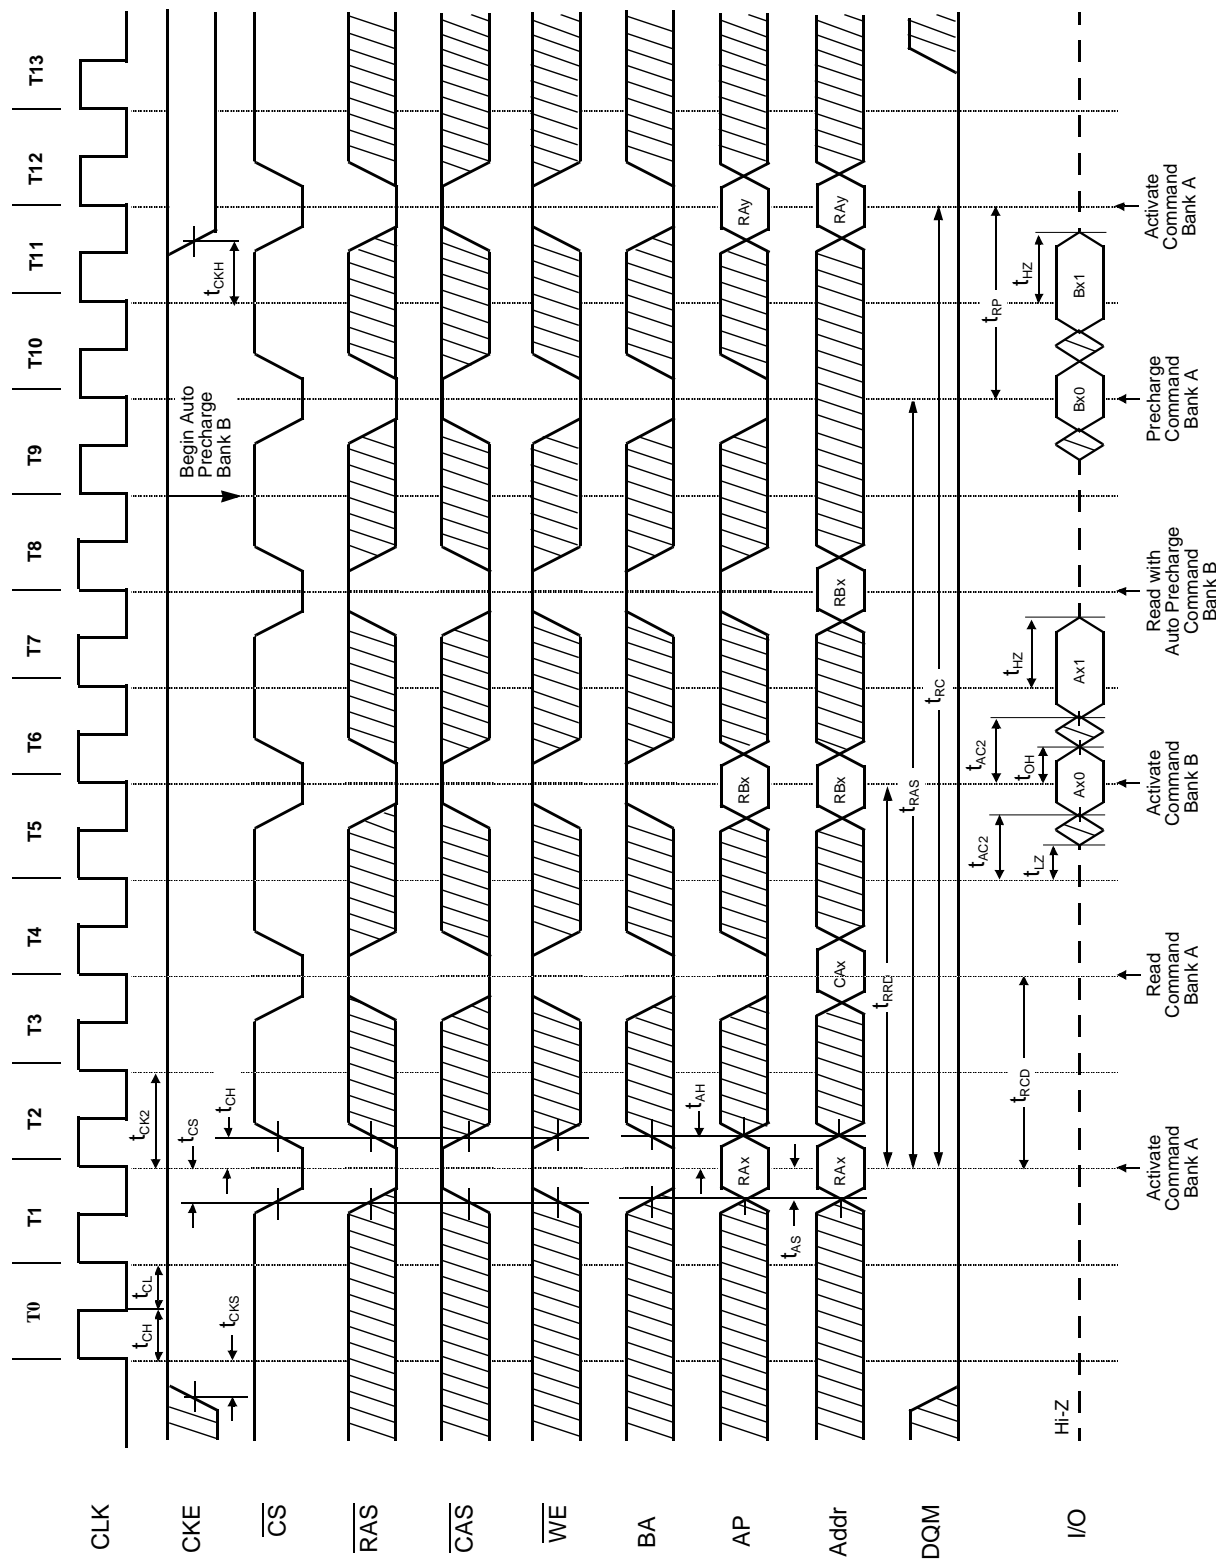 T0 T1 T2 T3 T4 T5 T6 T7 T8 T9 T10 T11 T12 T13
CLK
tCH tCL tCK2
CKE
tCKS tCS tCH
Begin Auto
Precharge
Bank B
tCKH
CS
RAS
CAS
WE
BA
tAH
AP
RAx RBx RAy
tAS
Addr
RAx CAx RBx RBx RAy
tRRD
DQM
tRAS
tRC
tRCD
tAC2 tAC2 tRP
tLZ tOH tHZ tHZ
Hi-Z
I/O
Ax0 Ax1 Bx0 Bx1
Activate
Command
Bank A
Read
Command
Bank A
Activate
Command
Bank B
Read with
Auto Precharge
Command
Bank B
Precharge
Command
Bank A
Activate
Command
Bank A